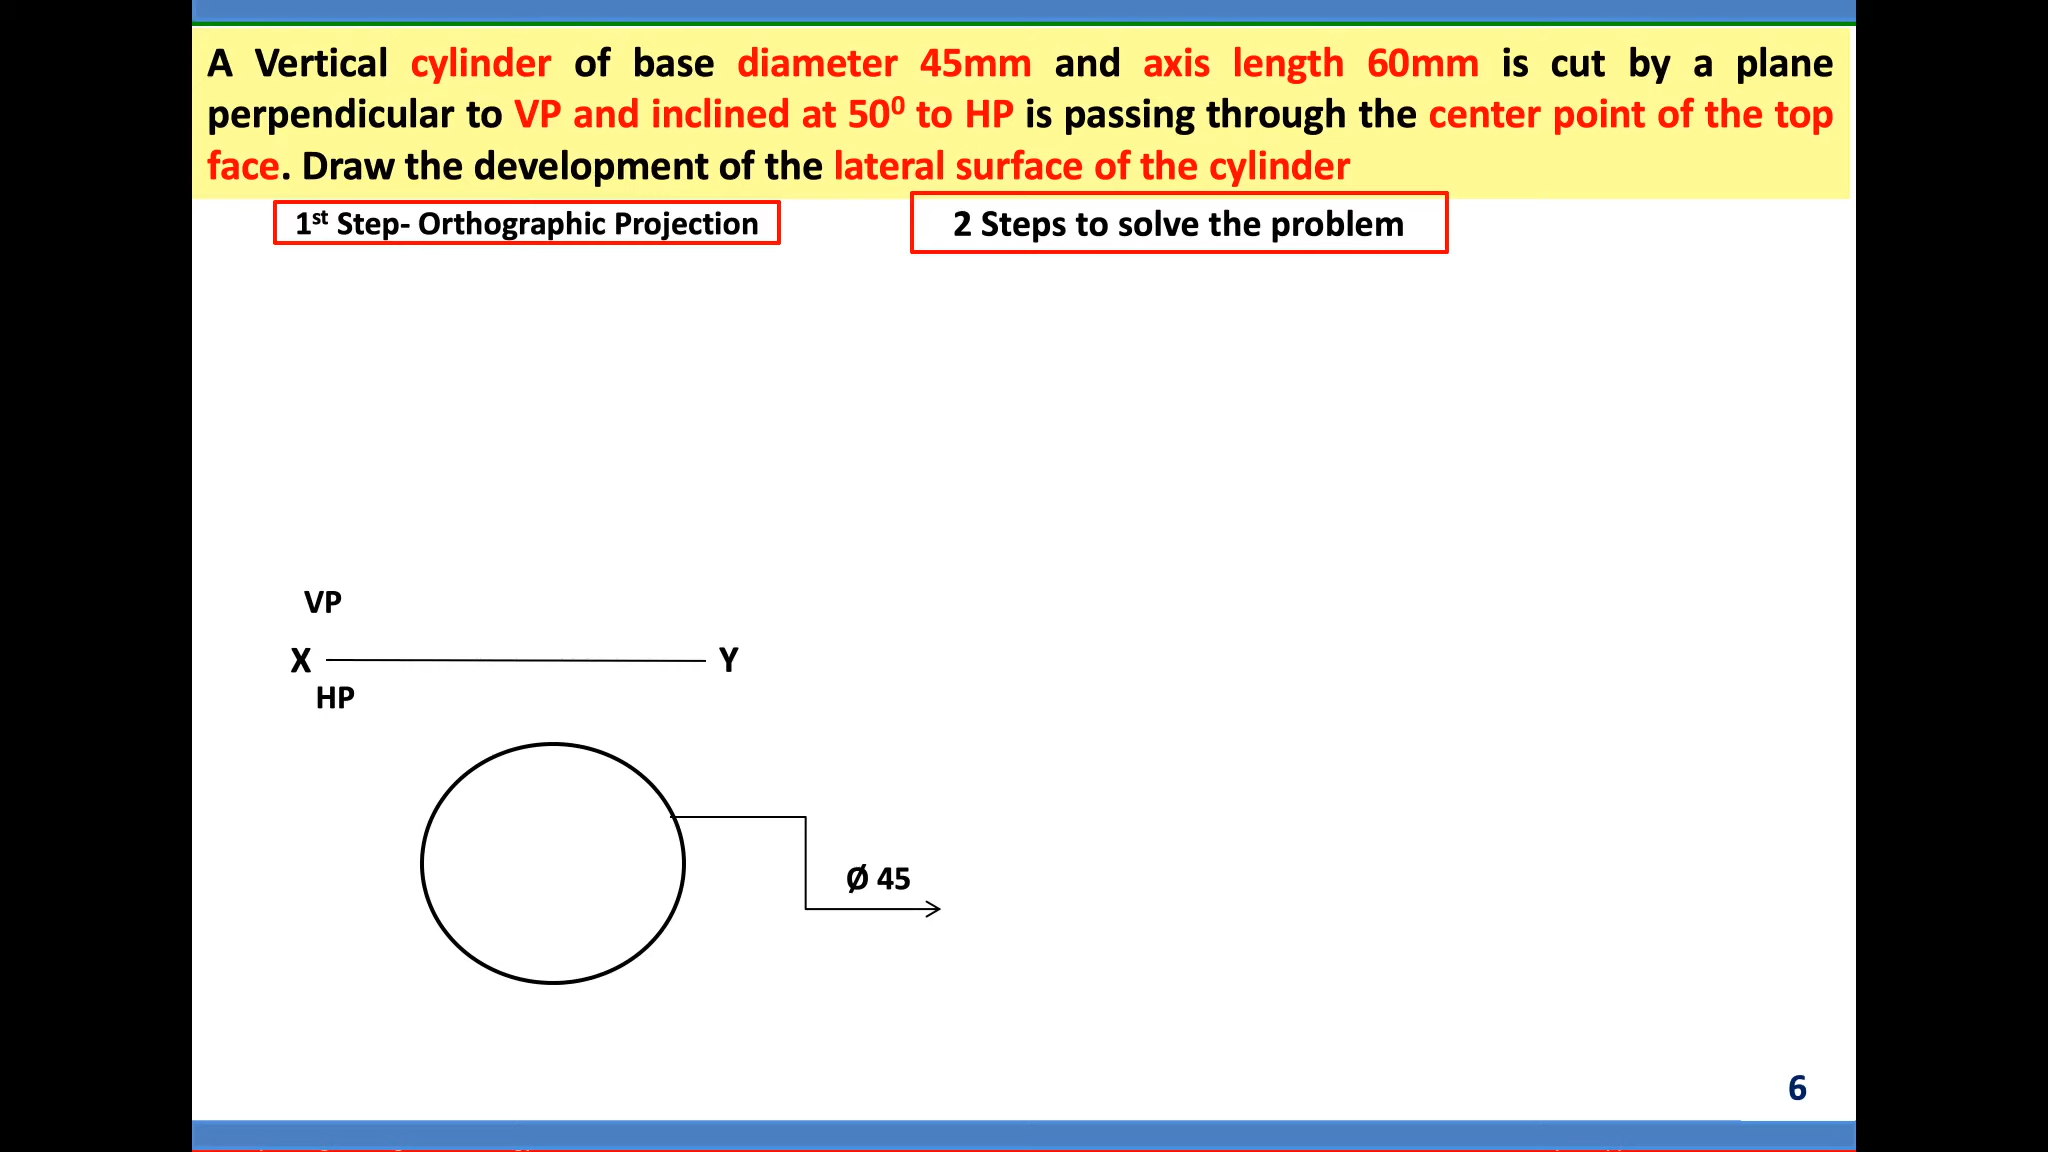 A Vertical cylinder of base diameter 45mm and axis length 60mm is cut by a plane
perpendicular to VP and inclined at 50⁰ to HP is passing through the center point of the top
face. Draw the development of the lateral surface of the cylinder
1st Step- Orthographic Projection
2 Steps to solve the problem
VP
X Y
HP
Ø 45
6